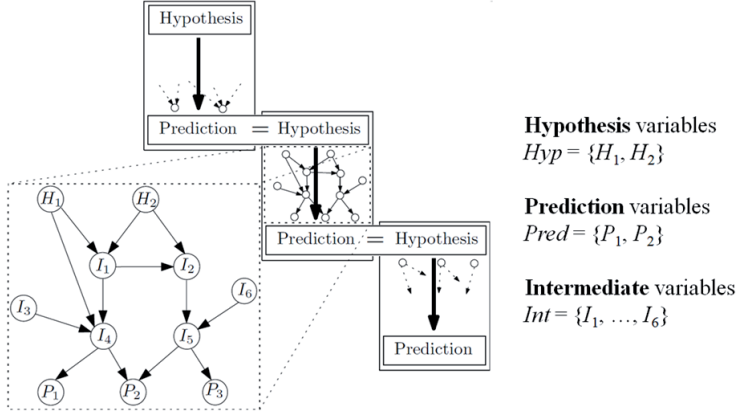 Hypothesis
Prediction = Hypothesis
Prediction = Hypothesis
Prediction
H₁ H₂
I₁ I₂
I₃ I₆
I₄ I₅
P₁ P₂ P₃
Hypothesis variables
Hyp = {H₁, H₂}
Prediction variables
Pred = {P₁, P₂}
Intermediate variables
Int = {I₁, …, I₆}